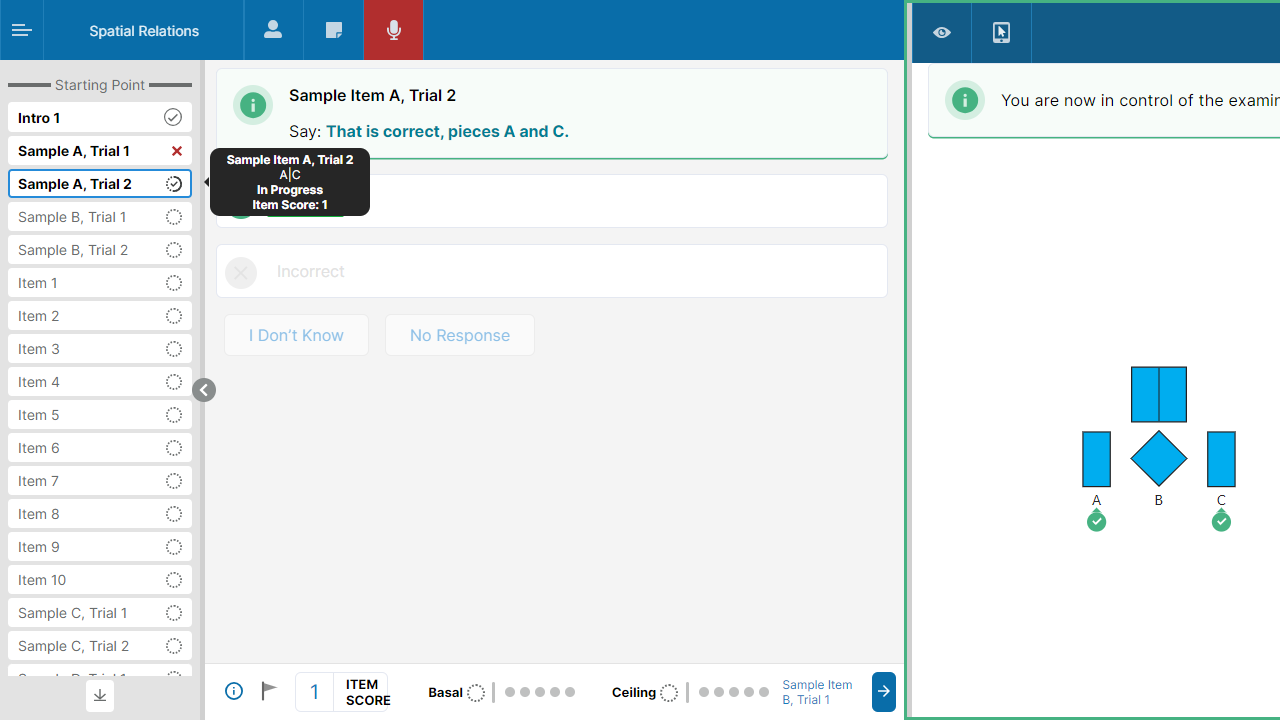 Spatial Relations
Starting Point
Intro 1
Sample A, Trial 1
Sample A, Trial 2
Sample B, Trial 1
Sample B, Trial 2
Item 1
Item 2
Item 3
Item 4
Item 5
Item 6
Item 7
Item 8
Item 9
Item 10
Sample C, Trial 1
Sample C, Trial 2
Sample Item A, Trial 2
Say: That is correct, pieces A and C.
Sample Item A, Trial 2
A|C
In Progress
Item Score: 1
Incorrect
I Don't Know
No Response
1
ITEM
SCORE
Basal
Ceiling
Sample Item
B, Trial 1
You are now in control of the
A
B
C